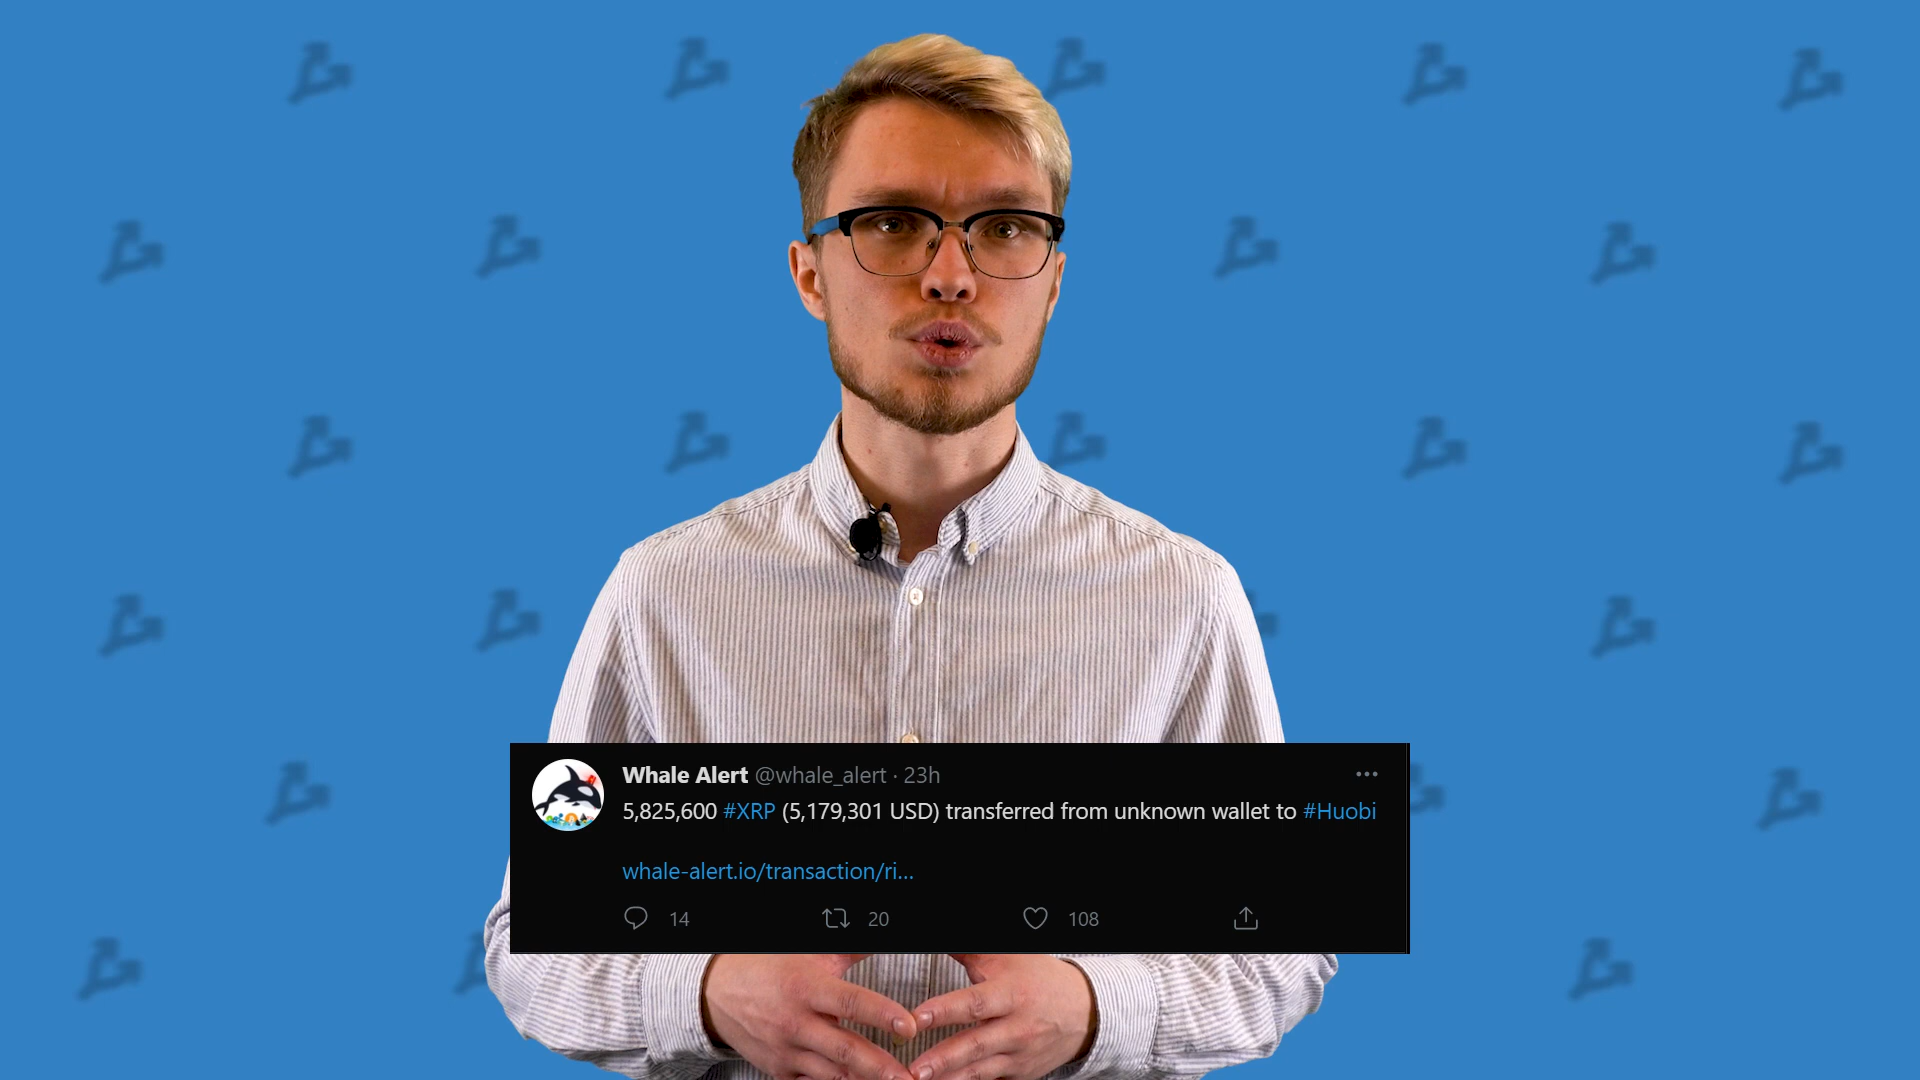 Whale Alert @whale_alert · 23h
5,825,600 #XRP (5,179,301 USD) transferred from unknown wallet to #Huobi
whale-alert.io/transaction/ri...
14 20 108